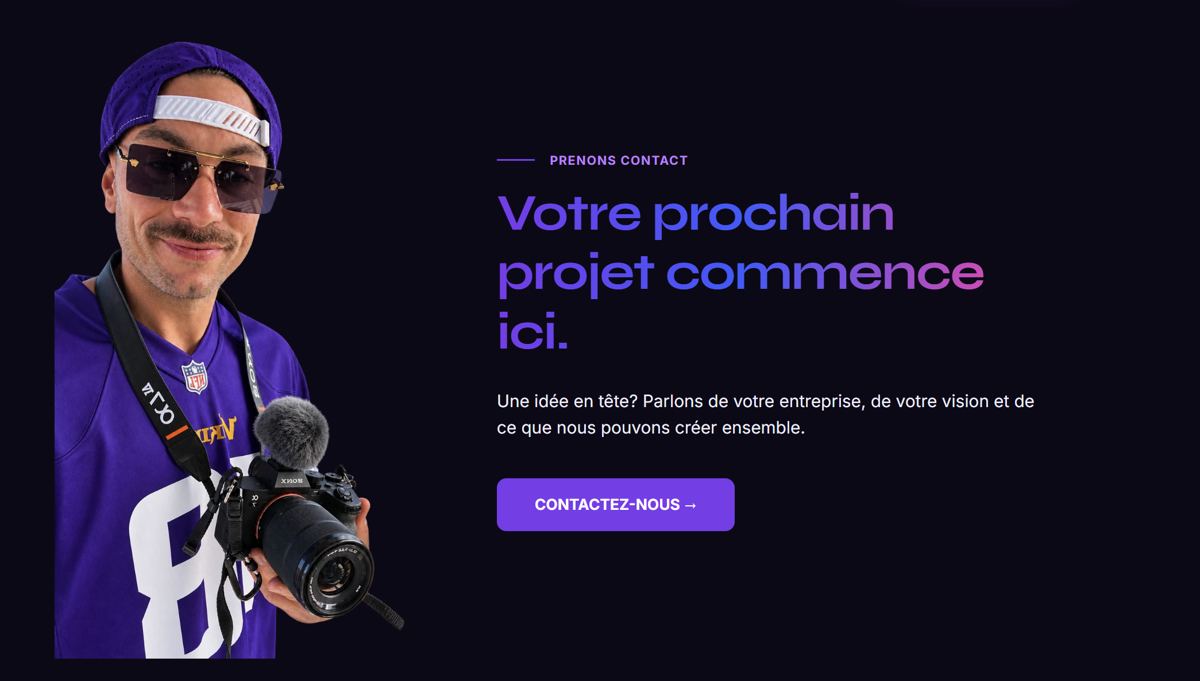 PRENONS CONTACT
Votre prochain
projet commence
ici.
Une idée en tête? Parlons de votre entreprise, de votre vision et de
ce que nous pouvons créer ensemble.
CONTACTEZ-NOUS →